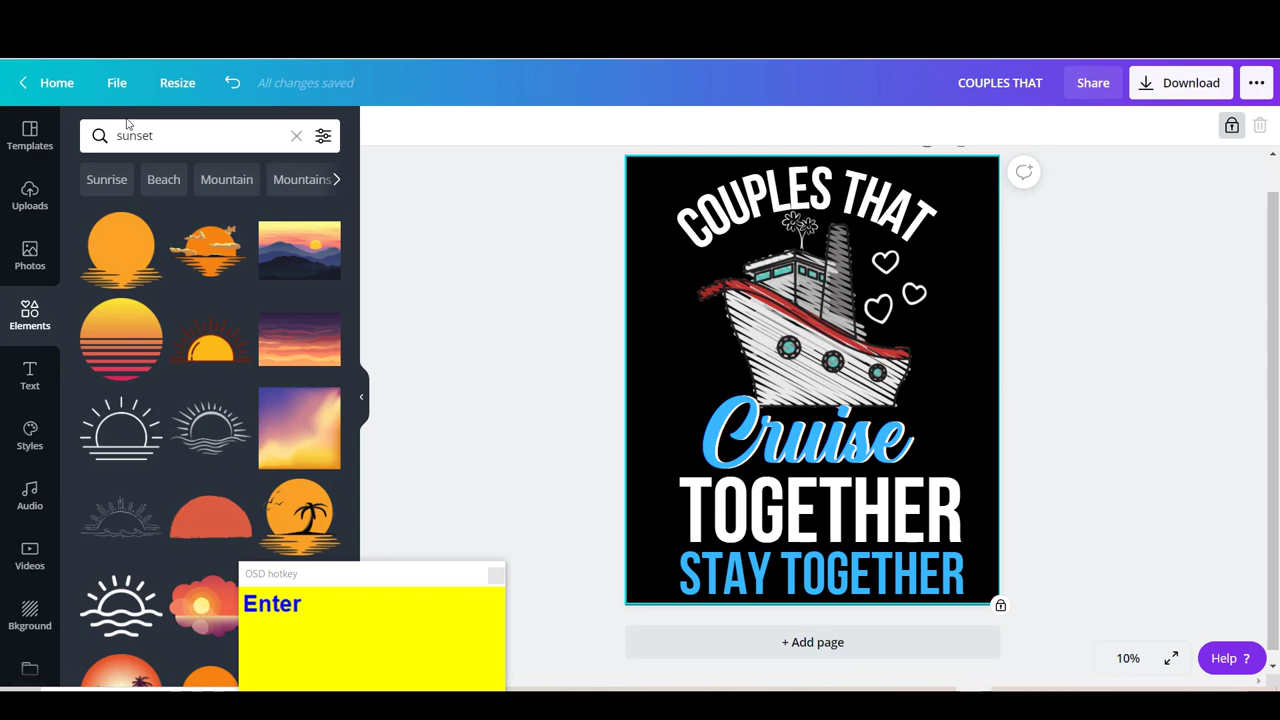 Home
File
Resize
All changes saved
COUPLES THAT
Share
Download
Templates
Uploads
Photos
Elements
Text
Styles
Audio
Videos
Bkground
sunset
Sunrise
Beach
Mountain
Mountains
COUPLES THAT
Cruise
TOGETHER
STAY TOGETHER
+ Add page
OSD hotkey
Enter
10%
Help ?